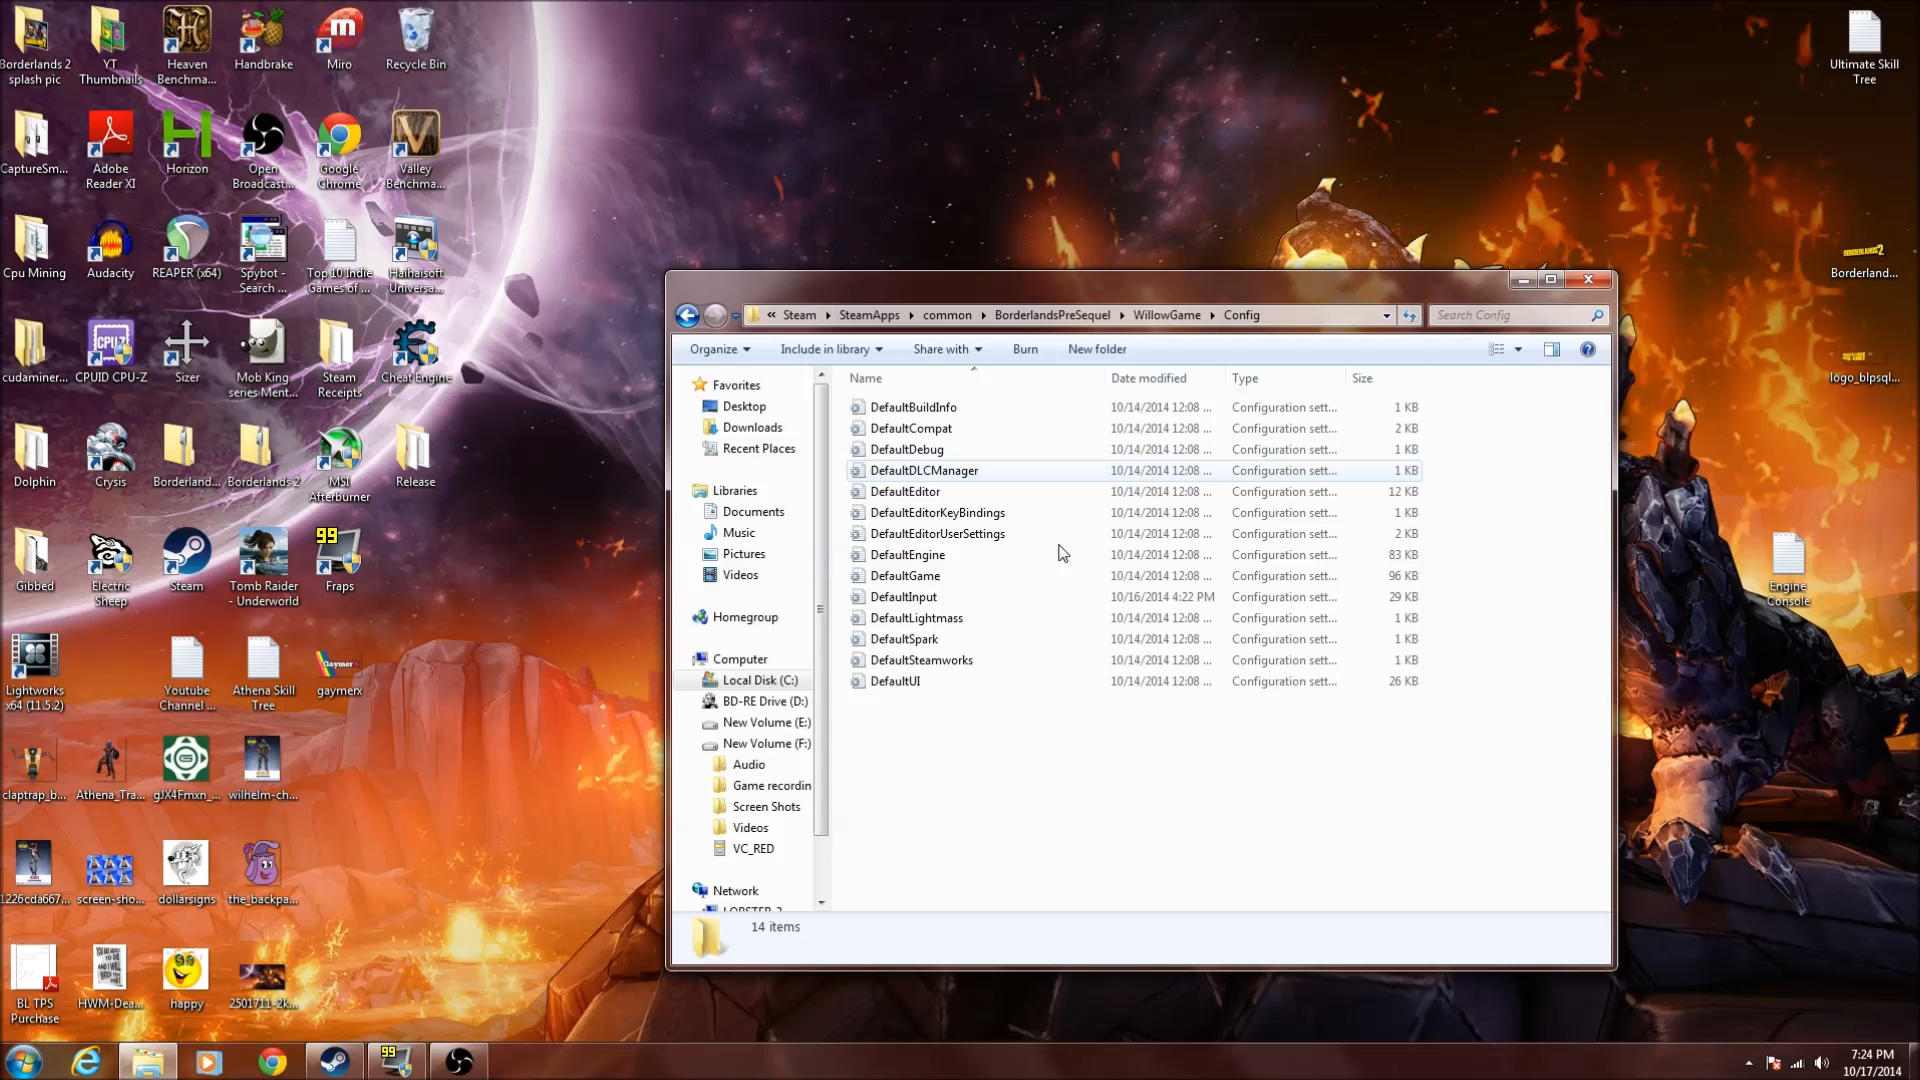 Borderlands 2 splash pic
YT Thumbnails
Heaven Benchma...
Handbrake
Miro
Recycle Bin
CaptureSm...
Adobe Reader XI
Horizon
Open Broadcast...
Google Chrome
Valley Benchma...
Cpu Mining
Audacity
REAPER (x64)
Spybot - Search ...
Top 10 Indie Games of ...
Haihaisoft Universa...
cudaminer...
CPUID CPU-Z
Sizer
Mob King series Ment...
Steam Receipts
Cheat Engine
Dolphin
Crysis
Borderland...
Borderlands 2...
MSI Afterburner
Release
Gibbed
Electric Sheep
Steam
Tomb Raider - Underworld
99
Fraps
Lightworks x64 (11.5.2)
Youtube Channel ...
Athena Skill Tree
gaymerx
claptrap_b...
Athena_Tra...
gJX4Fmxn_...
wilhelm-ch...
1226cda667...
screen-sho...
dollarsigns
the_backpa...
BL TPS Purchase
HWM-Dea...
happy
2501711-2k...
Ultimate Skill Tree
Borderland...
logo_blpsql...
Engine Console
« Steam SteamApps common BorderlandsPreSequel WillowGame Config
Search Config
Organize Include in library Share with Burn New folder
Favorites
Desktop
Downloads
Recent Places
Libraries
Documents
Music
Pictures
Videos
Homegroup
Computer
Local Disk (C:)
BD-RE Drive (D:)
New Volume (E:)
New Volume (F:)
Audio
Game recordin
Screen Shots
Videos
VC_RED
Network
Name Date modified Type Size
DefaultBuildInfo 10/14/2014 12:08 ... Configuration sett... 1 KB
DefaultCompat 10/14/2014 12:08 ... Configuration sett... 2 KB
DefaultDebug 10/14/2014 12:08 ... Configuration sett... 1 KB
DefaultDLCManager 10/14/2014 12:08 ... Configuration sett... 1 KB
DefaultEditor 10/14/2014 12:08 ... Configuration sett... 12 KB
DefaultEditorKeyBindings 10/14/2014 12:08 ... Configuration sett... 1 KB
DefaultEditorUserSettings 10/14/2014 12:08 ... Configuration sett... 2 KB
DefaultEngine 10/14/2014 12:08 ... Configuration sett... 83 KB
DefaultGame 10/14/2014 12:08 ... Configuration sett... 96 KB
DefaultInput 10/16/2014 4:22 PM Configuration sett... 29 KB
DefaultLightmass 10/14/2014 12:08 ... Configuration sett... 1 KB
DefaultSpark 10/14/2014 12:08 ... Configuration sett... 1 KB
DefaultSteamworks 10/14/2014 12:08 ... Configuration sett... 1 KB
DefaultUI 10/14/2014 12:08 ... Configuration sett... 26 KB
14 items
99
7:24 PM
10/17/2014